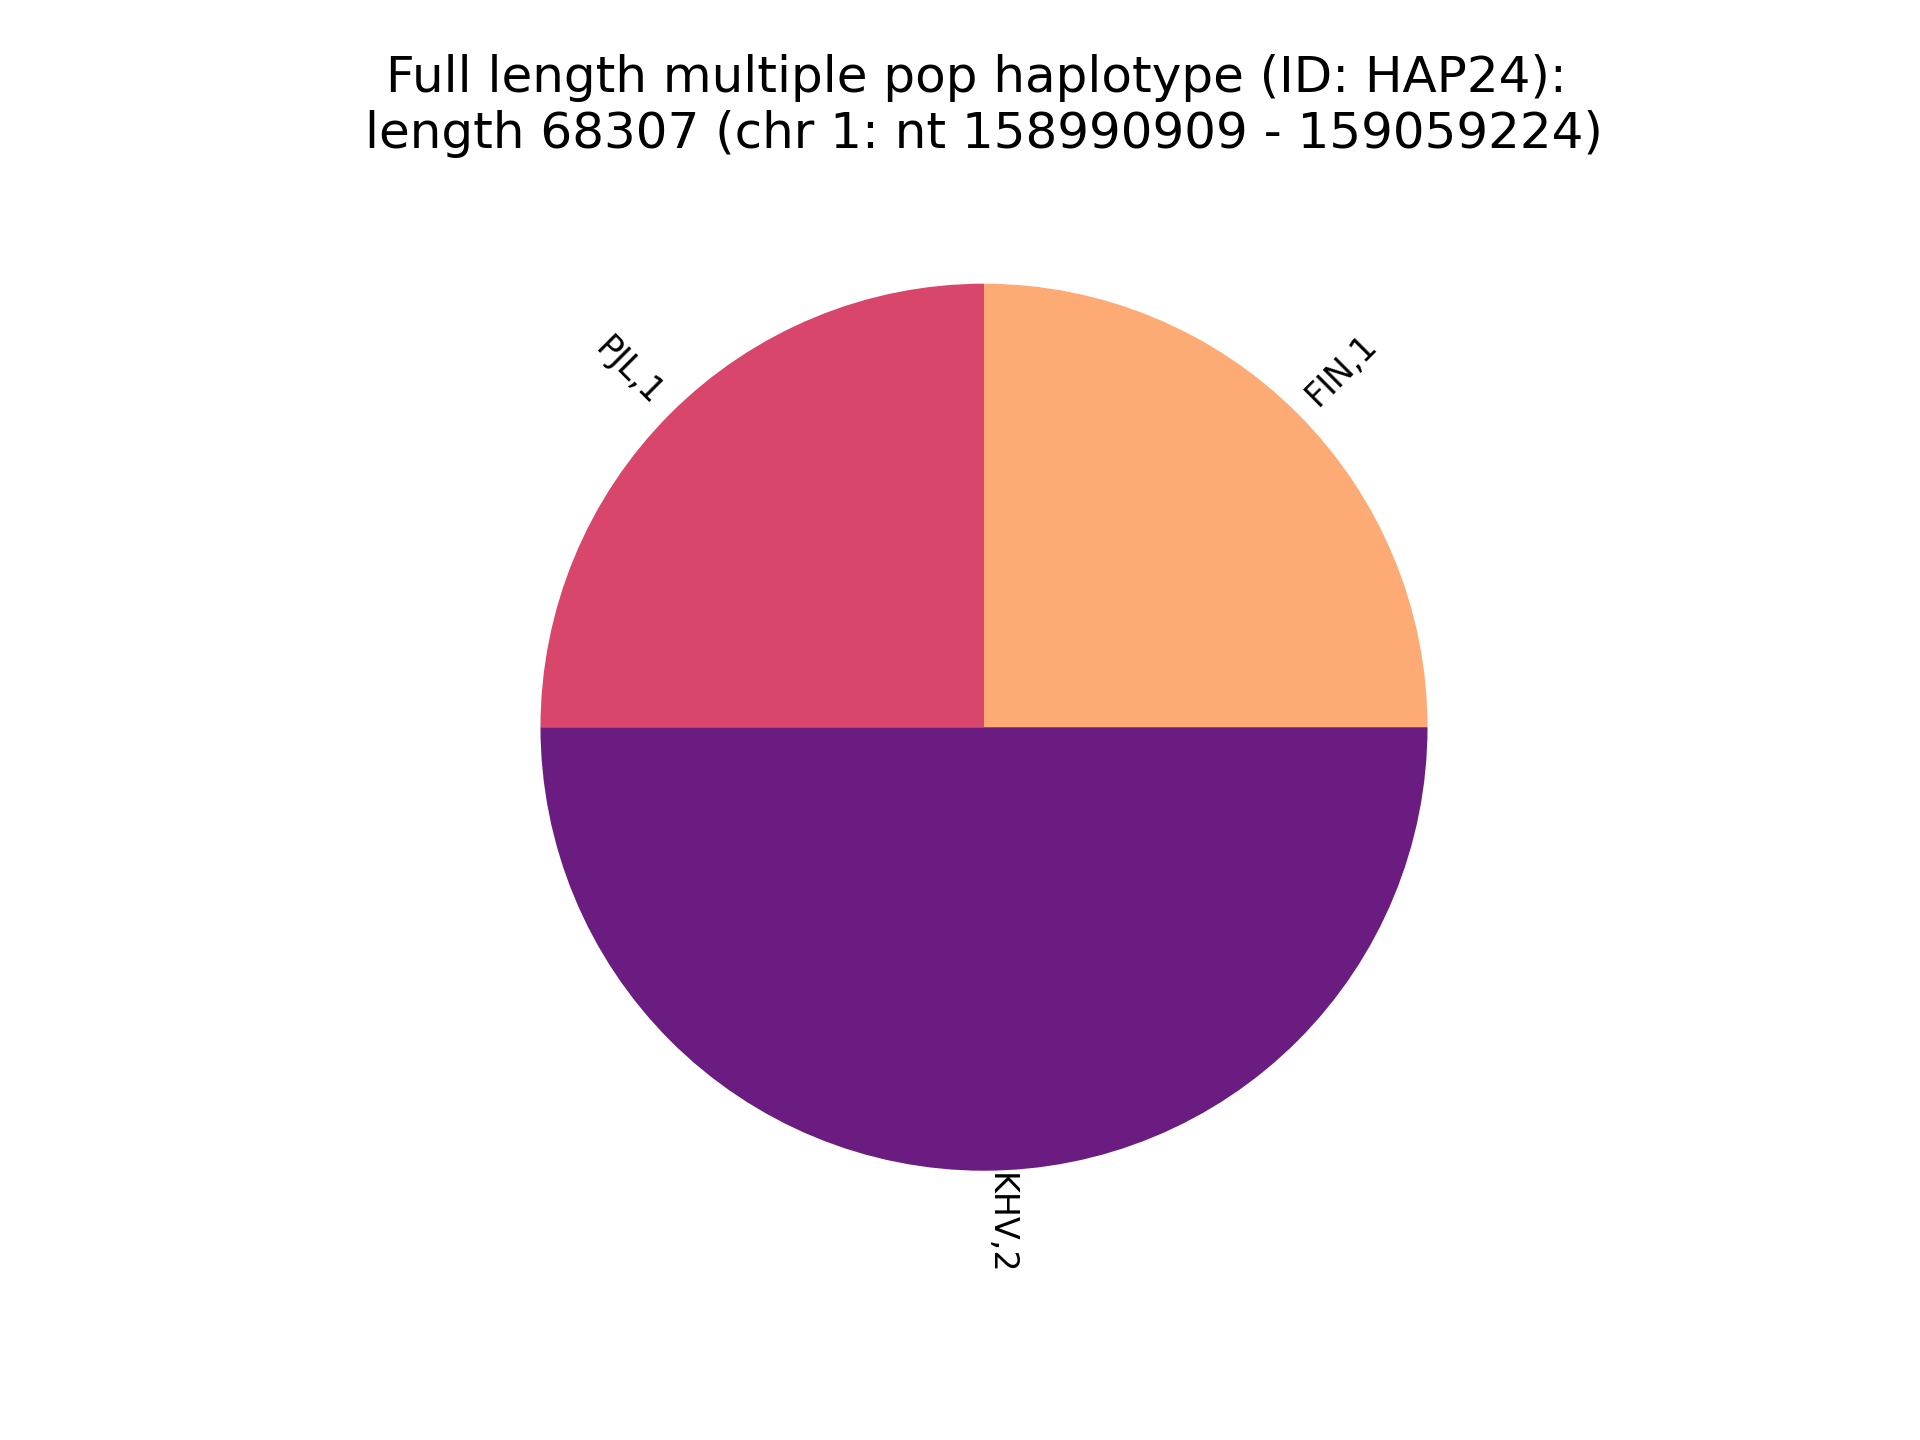 Full length multiple pop haplotype (ID: HAP24):
length 68307 (chr 1: nt 158990909 - 159059224)
PJL,1
FIN,1
KHV,2